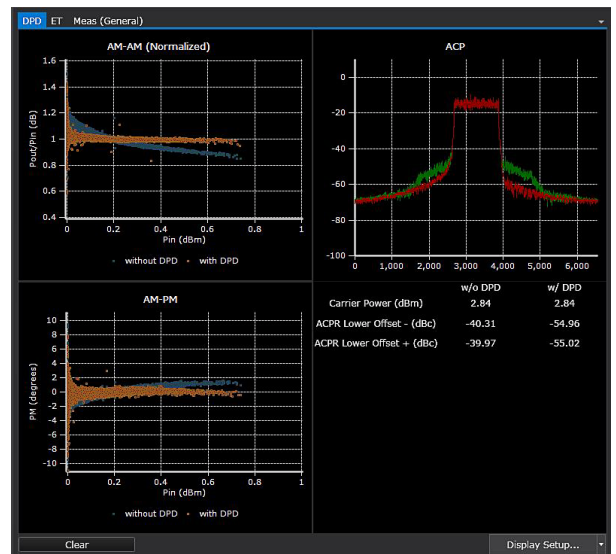 DPD ET Meas (General)
AM-AM (Normalized)
1.6
1.4
1.2
1
0.8
0.6
0.4
Pout/Pin (dB)
0 0.2 0.4 0.6 0.8 1
Pin (dBm)
without DPD with DPD
ACP
0
-20
-40
-60
-80
-100
0 1,000 2,000 3,000 4,000 5,000 6,000
AM-PM
10
8
6
4
2
0
-2
-4
-6
-8
-10
PM (degrees)
0 0.2 0.4 0.6 0.8 1
Pin (dBm)
without DPD with DPD
w/o DPD w/ DPD
Carrier Power (dBm) 2.84 2.84
ACPR Lower Offset - (dBc) -40.31 -54.96
ACPR Lower Offset + (dBc) -39.97 -55.02
Clear Display Setup...